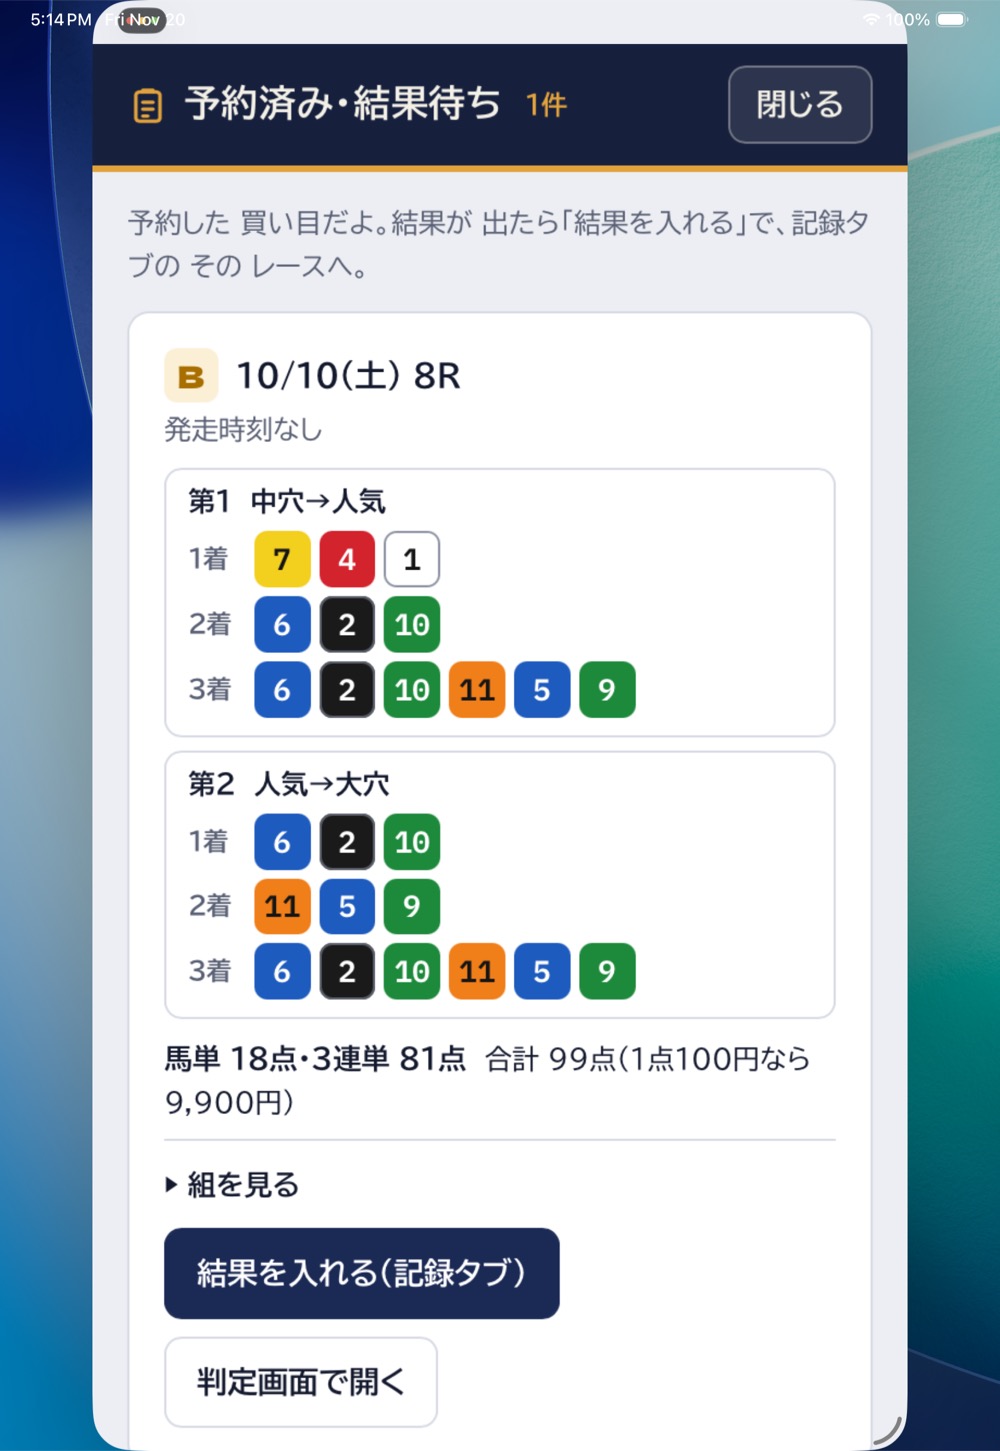 5:14 PM Fri Nov 20
100%
予約済み・結果待ち 1件
閉じる
予約した 買い目だよ。結果が 出たら「結果を入れる」で、記録タ
ブの その レースへ。
B 10/10(土) 8R
発走時刻なし
第1 中穴→人気
1着 7 4 1
2着 6 2 10
3着 6 2 10 11 5 9
第2 人気→大穴
1着 6 2 10
2着 11 5 9
3着 6 2 10 11 5 9
馬単 18点・3連単 81点 合計 99点(1点100円なら
9,900円)
▶ 組を見る
結果を入れる(記録タブ)
判定画面で開く